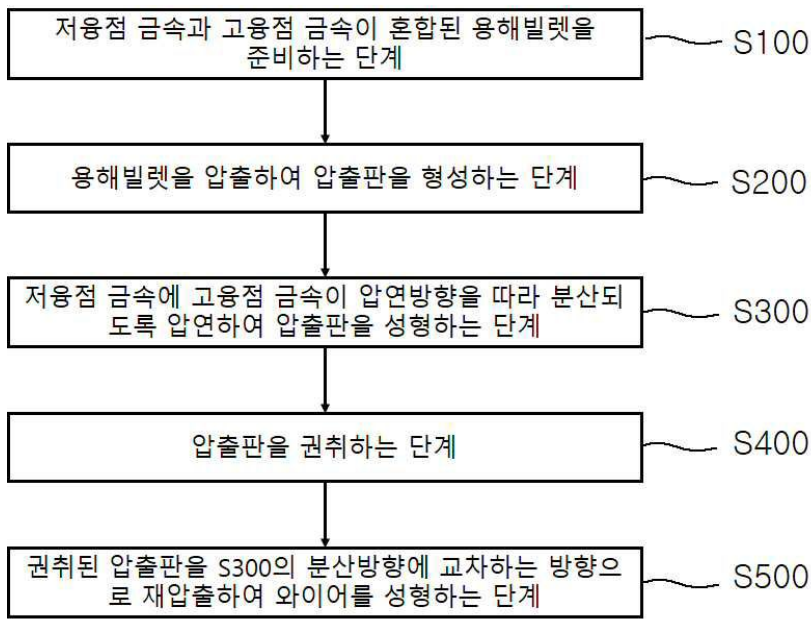 저융점 금속과 고융점 금속이 혼합된 용해빌렛을
준비하는 단계
S100
용해빌렛을 압출하여 압출판을 형성하는 단계
S200
저융점 금속에 고융점 금속이 압연방향을 따라 분산되
도록 압연하여 압출판을 성형하는 단계
S300
압출판을 권취하는 단계
S400
권취된 압출판을 S300의 분산방향에 교차하는 방향으
로 재압출하여 와이어를 성형하는 단계
S500